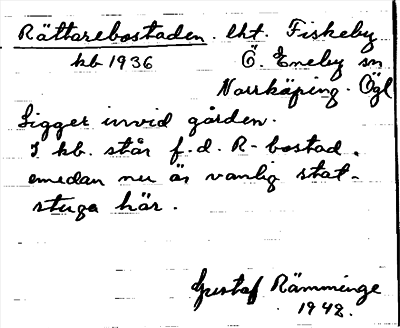 Rättarebostaden. lht. Fiskeby
kb 1936 Ö. Eneby sn
Norrköping. Ögl
Ligger invid gården.
I kb. står f.d. R-bostad,
emedan nu är vanlig stat-
stuga här.
Gustaf Rämminge
1942.